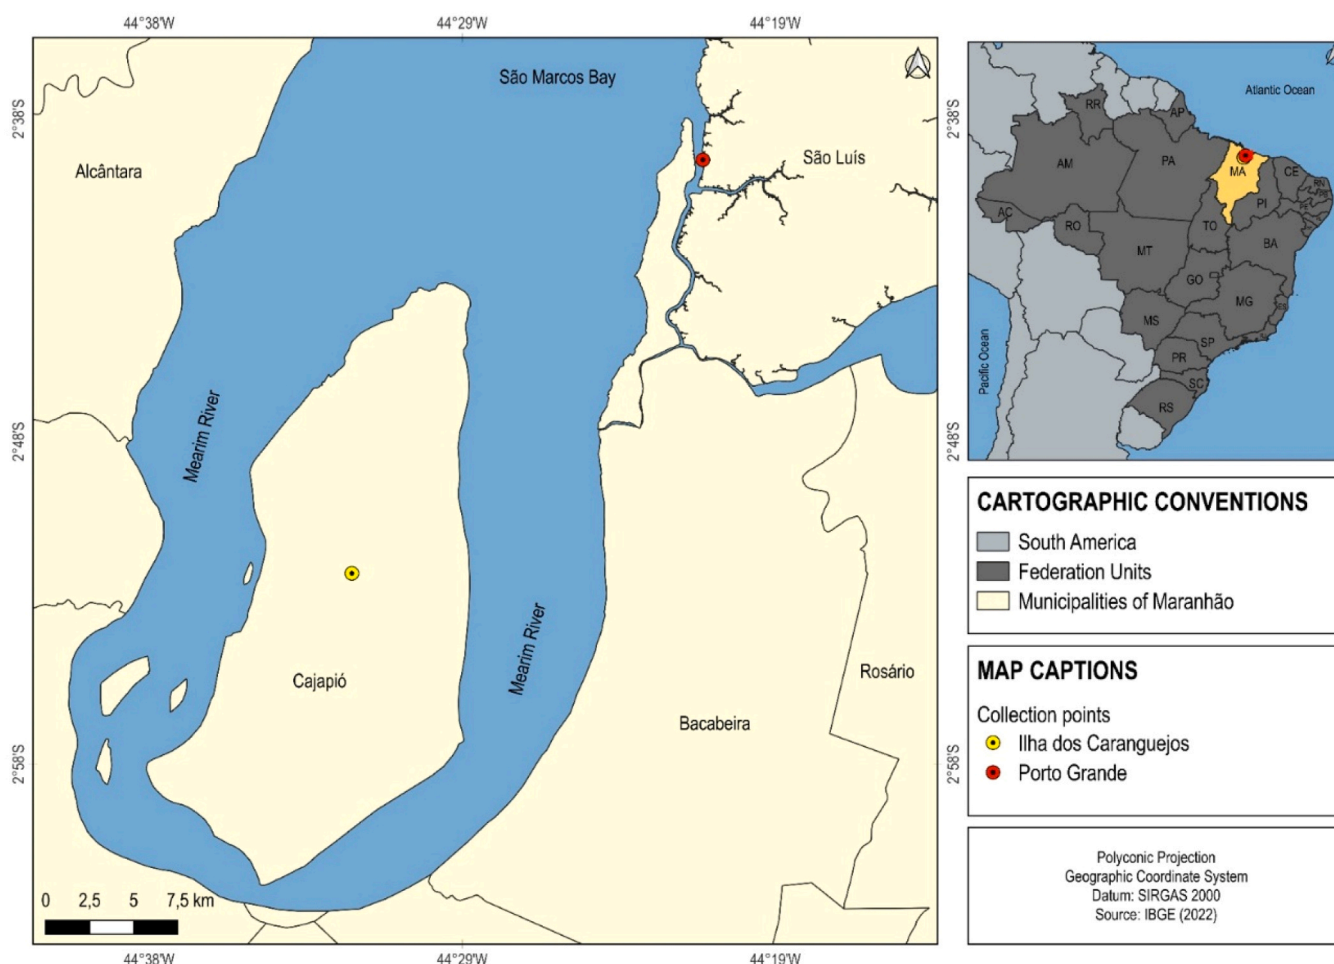 44°38'W
44°29'W
44°19'W
São Marcos Bay
2°38'S
2°38'S
Alcântara
São Luís
Mearim River
2°48'S
2°48'S
Mearim River
Cajapió
Rosário
Bacabeira
2°58'S
2°58'S
0 2,5 5 7,5 km
44°38'W
44°29'W
44°19'W
Atlantic Ocean
Pacific Ocean
RR
AP
AM
PA
MA
CE
RN
PI
AC
RO
TO
BA
MT
GO
MG
ES
MS
SP
PR
SC
RS
CARTOGRAPHIC CONVENTIONS
South America
Federation Units
Municipalities of Maranhão
MAP CAPTIONS
Collection points
Ilha dos Caranguejos
Porto Grande
Polyconic Projection
Geographic Coordinate System
Datum: SIRGAS 2000
Source: IBGE (2022)